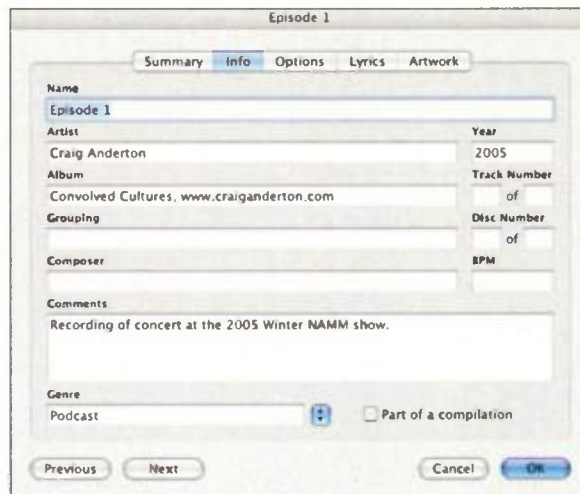 Episode 1
Summary Info Options Lyrics Artwork
Name
Episode 1
Artist Year
Craig Anderton 2005
Album Track Number
Convolved Cultures, www.craiganderton.com of
Grouping Disc Number
of
Composer BPM
Comments
Recording of concert at the 2005 Winter NAMM show.
Genre
Podcast Part of a compilation
Previous Next Cancel OK